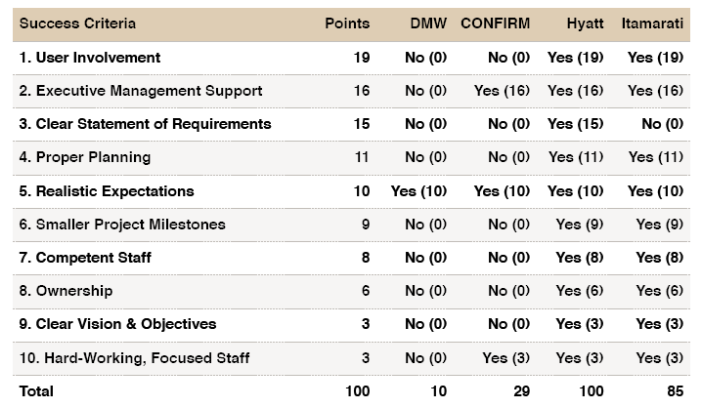 Success Criteria Points DMW CONFIRM Hyatt Itamarati
1. User Involvement 19 No (0) No (0) Yes (19) Yes (19)
2. Executive Management Support 16 No (0) Yes (16) Yes (16) Yes (16)
3. Clear Statement of Requirements 15 No (0) No (0) Yes (15) No (0)
4. Proper Planning 11 No (0) No (0) Yes (11) Yes (11)
5. Realistic Expectations 10 Yes (10) Yes (10) Yes (10) Yes (10)
6. Smaller Project Milestones 9 No (0) No (0) Yes (9) Yes (9)
7. Competent Staff 8 No (0) No (0) Yes (8) Yes (8)
8. Ownership 6 No (0) No (0) Yes (6) Yes (6)
9. Clear Vision & Objectives 3 No (0) No (0) Yes (3) Yes (3)
10. Hard-Working, Focused Staff 3 No (0) Yes (3) Yes (3) Yes (3)
Total 100 10 29 100 85